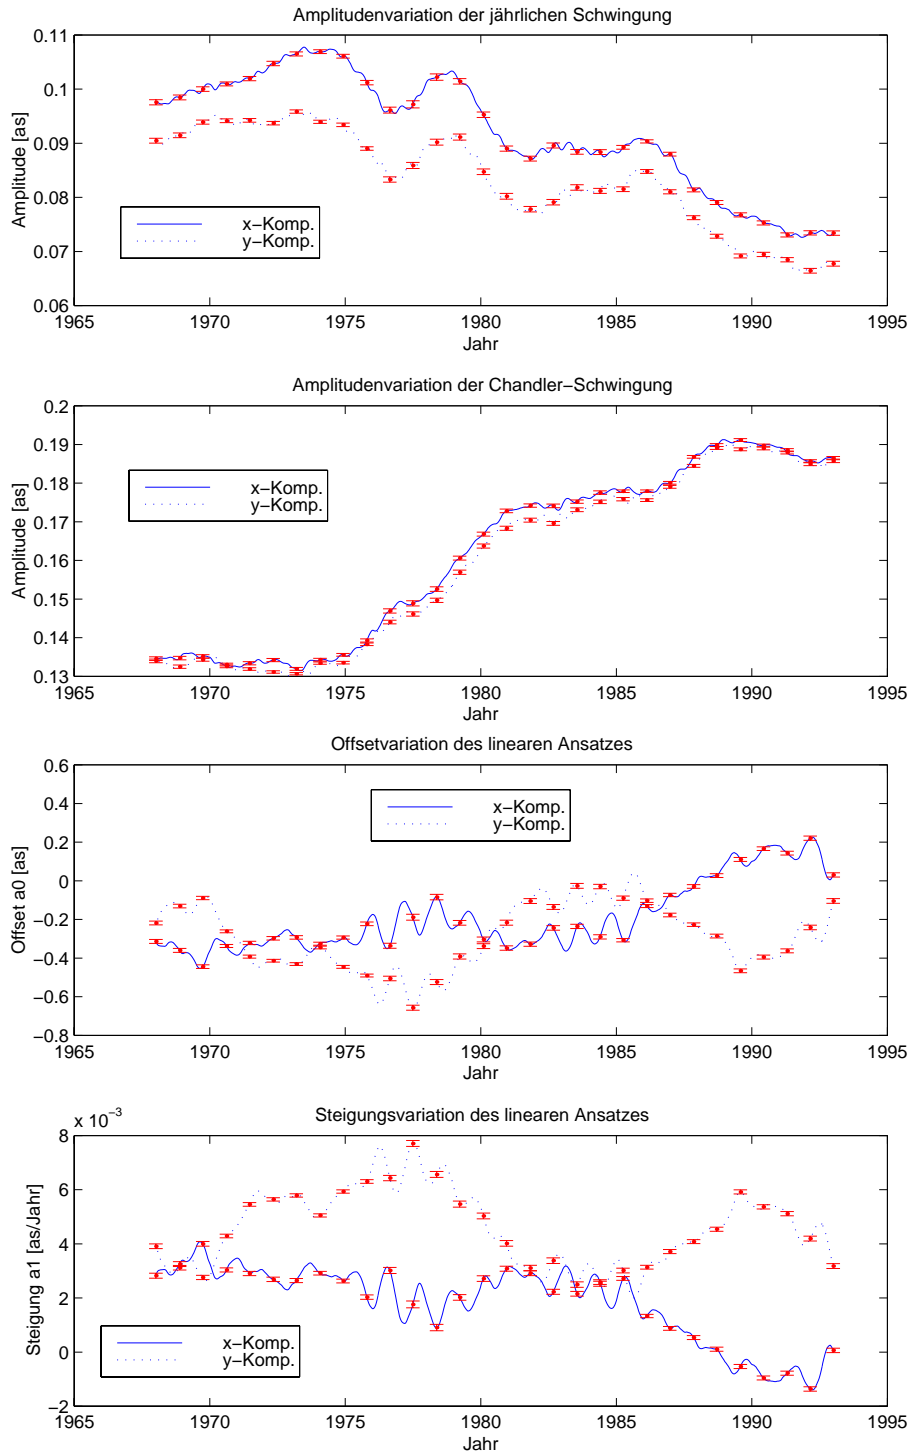 Amplitudenvariation der jährlichen Schwingung
Amplitude [as]
0.11
0.1
0.09
0.08
0.07
0.06
x−Komp.
y−Komp.
1965 1970 1975 1980 1985 1990 1995
Jahr
Amplitudenvariation der Chandler−Schwingung
Amplitude [as]
0.2
0.19
0.18
0.17
0.16
0.15
0.14
0.13
x−Komp.
y−Komp.
1965 1970 1975 1980 1985 1990 1995
Jahr
Offsetvariation des linearen Ansatzes
Offset a0 [as]
0.6
0.4
0.2
0
−0.2
−0.4
−0.6
−0.8
x−Komp.
y−Komp.
1965 1970 1975 1980 1985 1990 1995
Jahr
Steigungsvariation des linearen Ansatzes
x 10−3
Steigung a1 [as/Jahr]
8
6
4
2
0
−2
x−Komp.
y−Komp.
1965 1970 1975 1980 1985 1990 1995
Jahr